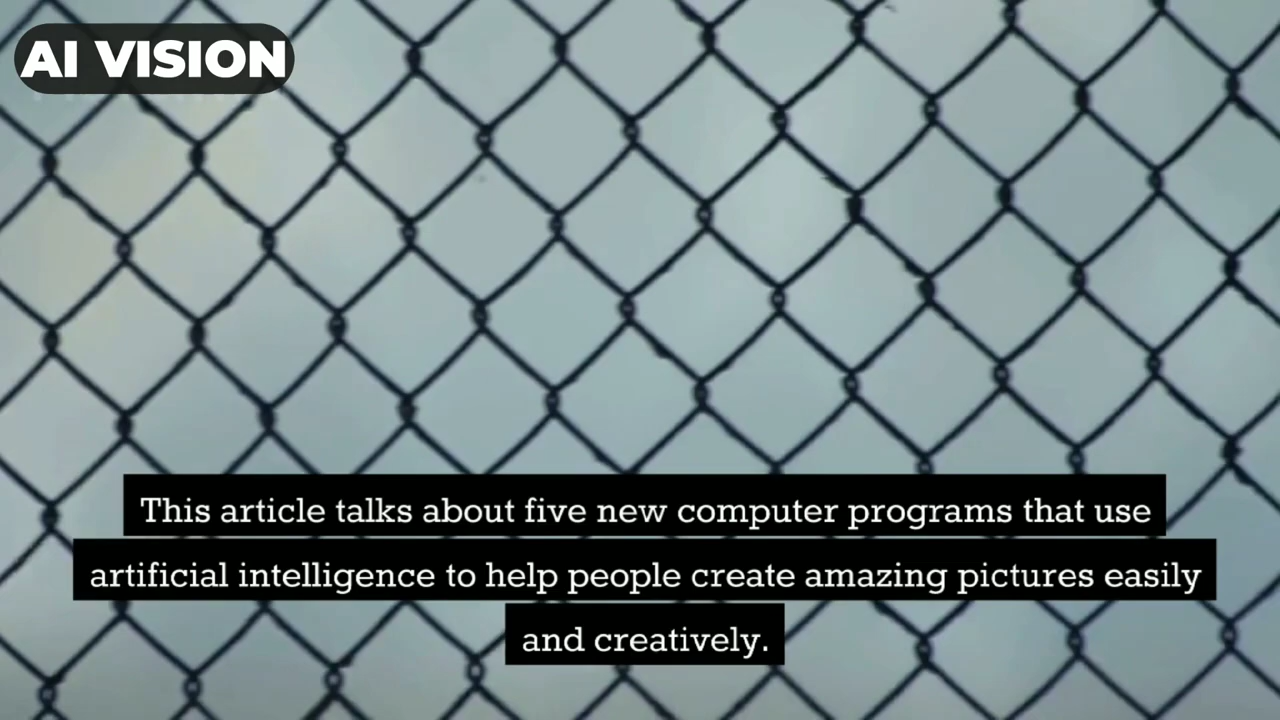 AI VISION
This article talks about five new computer programs that use
artificial intelligence to help people create amazing pictures easily
and creatively.